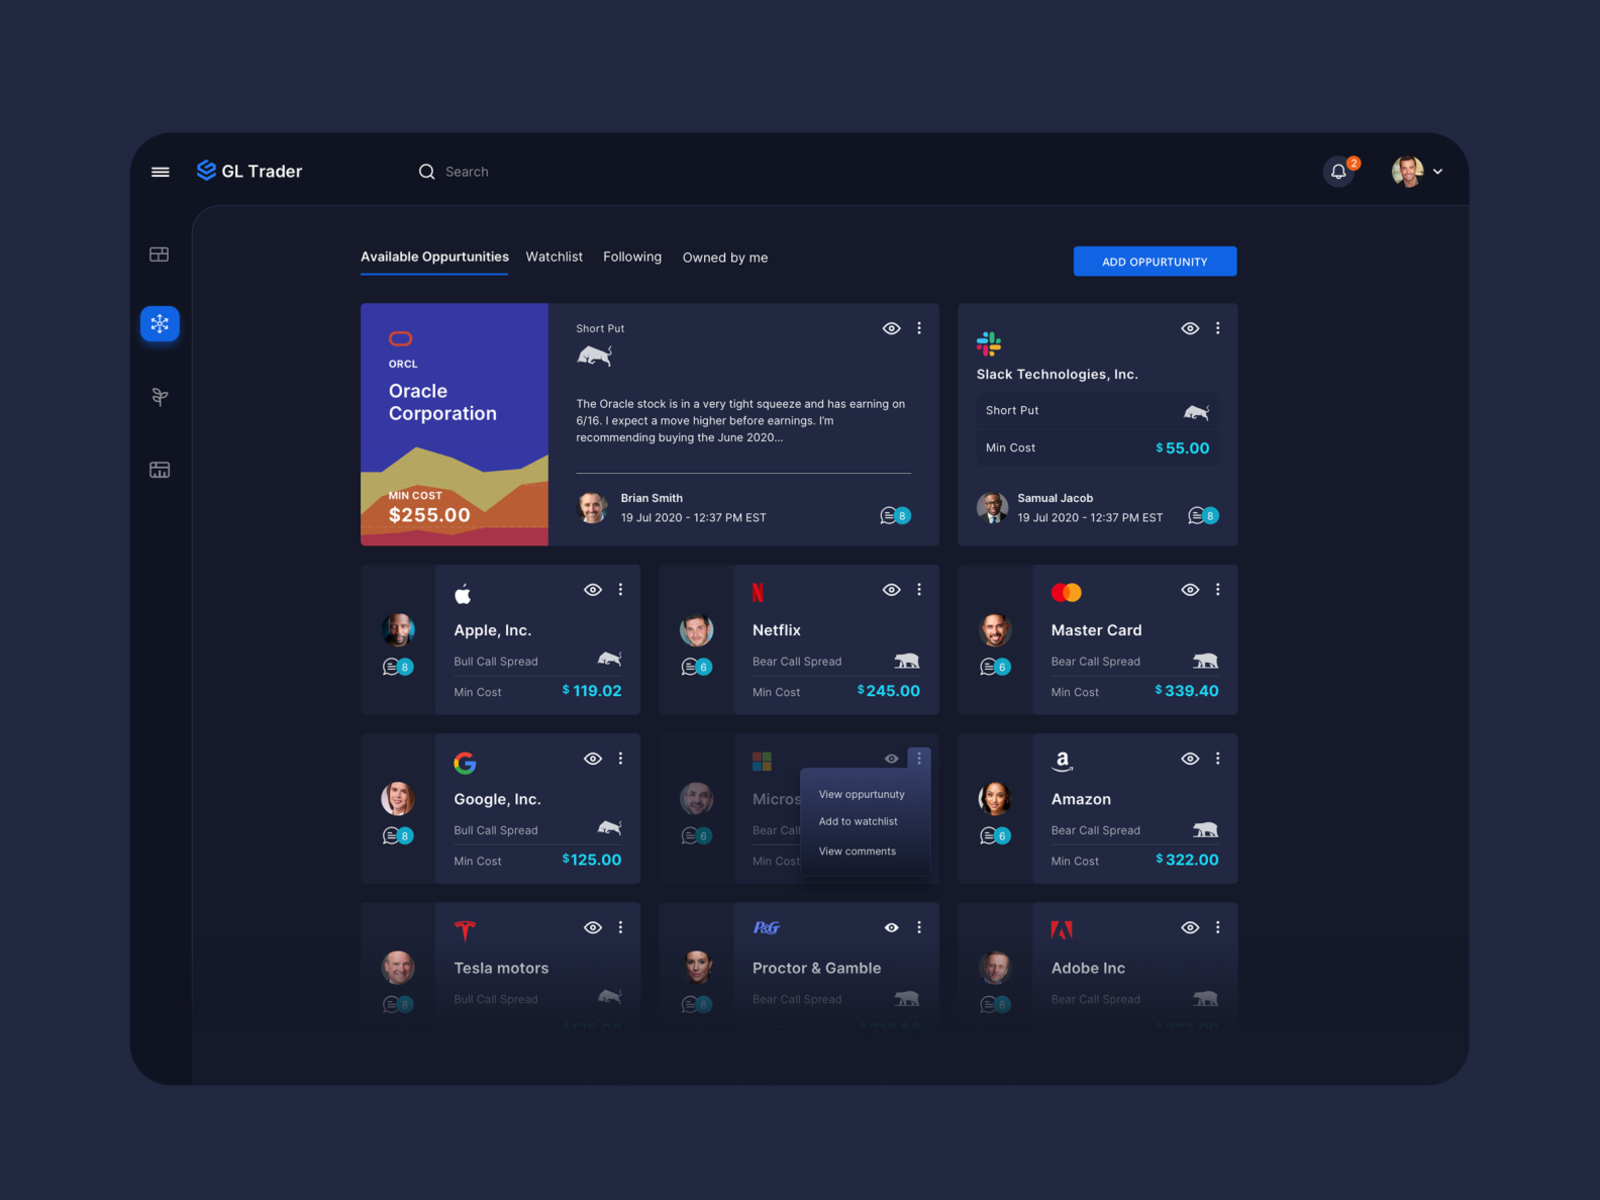 GL Trader
Search
2
Available Oppurtunities
Watchlist
Following
Owned by me
ADD OPPURTUNITY
ORCL
Oracle
Corporation
MIN COST
$255.00
Short Put
The Oracle stock is in a very tight squeeze and has earning on
6/16. I expect a move higher before earnings. I'm
recommending buying the June 2020...
Brian Smith
19 Jul 2020 - 12:37 PM EST
8
Slack Technologies, Inc.
Short Put
Min Cost
$ 55.00
Samual Jacob
19 Jul 2020 - 12:37 PM EST
8
8
Apple, Inc.
Bull Call Spread
Min Cost
$ 119.02
6
N
Netflix
Bear Call Spread
Min Cost
$ 245.00
6
Master Card
Bear Call Spread
Min Cost
$ 339.40
8
G
Google, Inc.
Bull Call Spread
Min Cost
$125.00
6
Micros
Bear Call
Min Cost
View oppurtunuty
Add to watchlist
View comments
6
a
Amazon
Bear Call Spread
Min Cost
$ 322.00
8
Tesla motors
Bull Call Spread
6
P&G
Proctor & Gamble
Bear Call Spread
6
Adobe Inc
Bear Call Spread